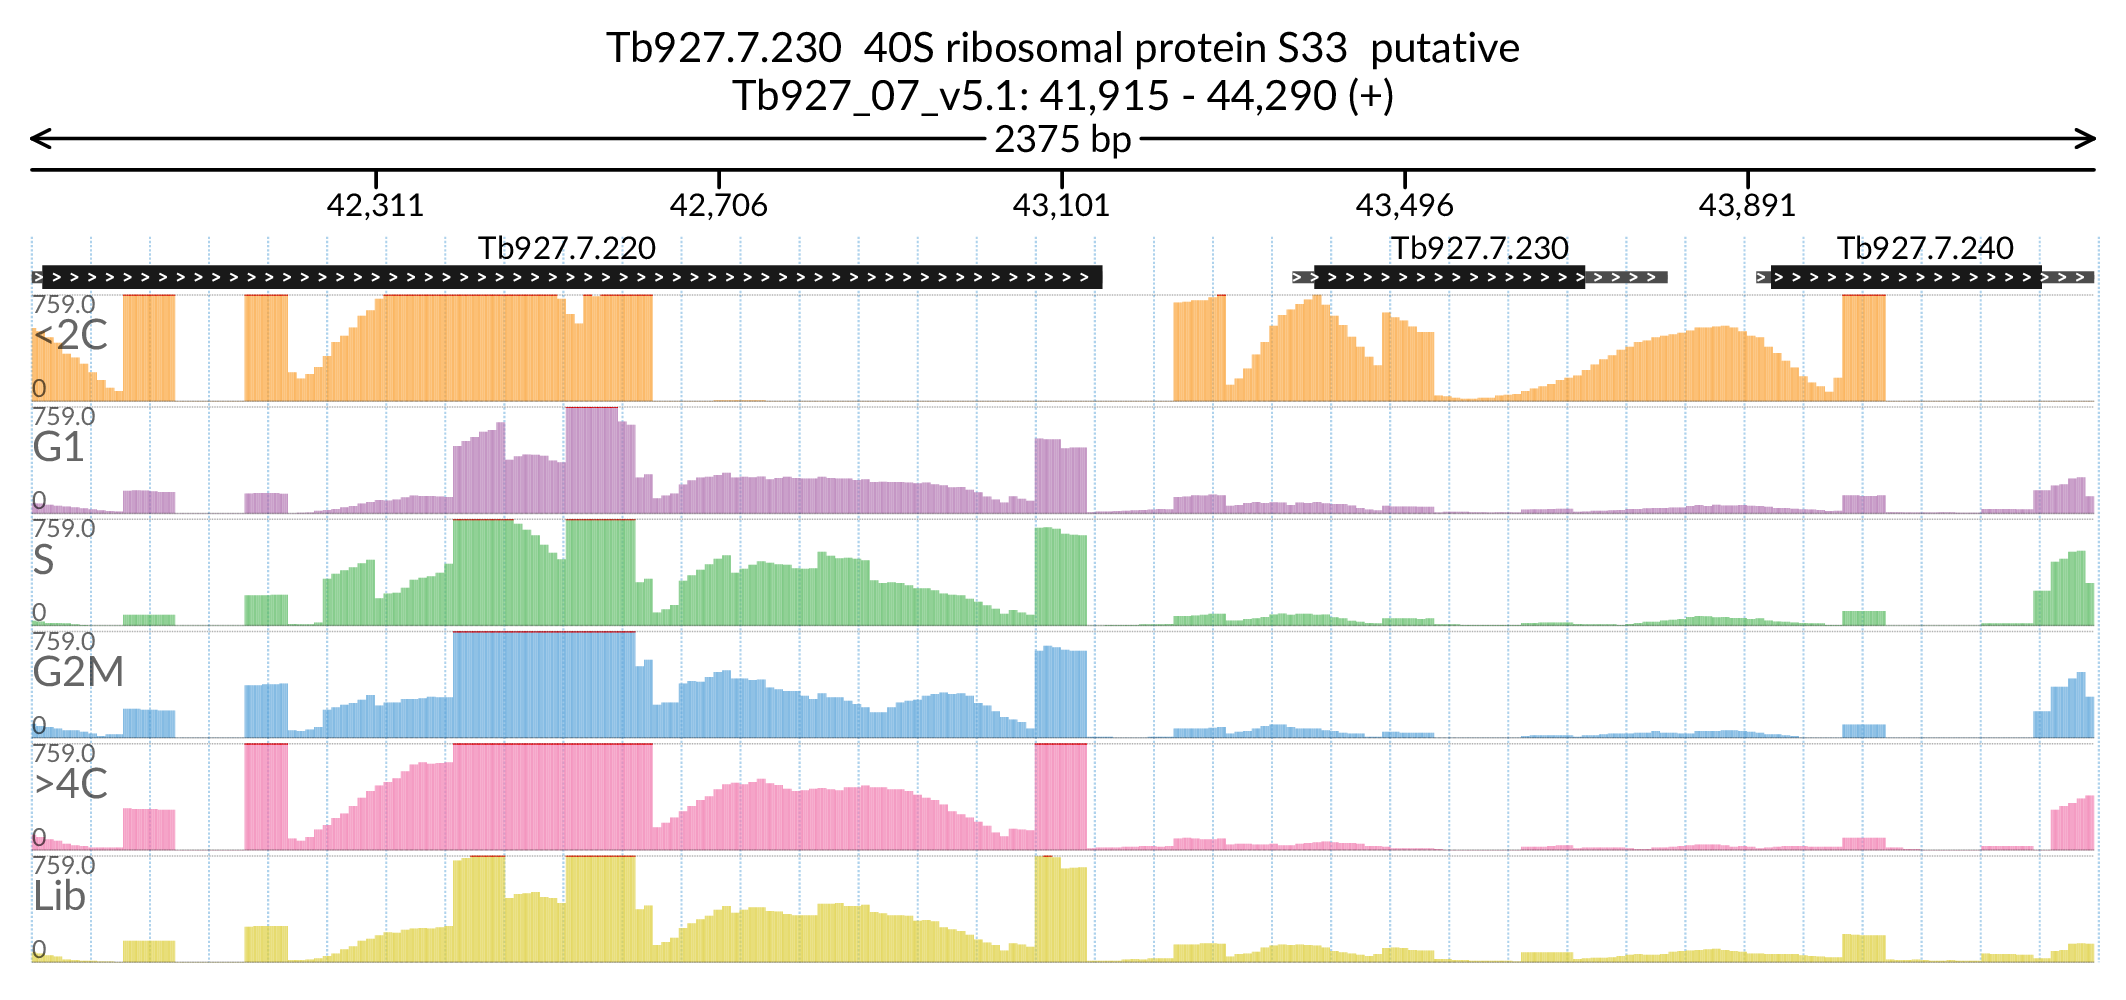 Tb927.7.230  40S ribosomal protein S33  putative
Tb927_07_v5.1: 41,915 - 44,290 (+)
2375 bp
42,311 42,706 43,101 43,496 43,891
Tb927.7.220 Tb927.7.230 Tb927.7.240
759.0
<2C
0
759.0
G1
0
759.0
S
0
759.0
G2M
0
759.0
>4C
0
759.0
Lib
0